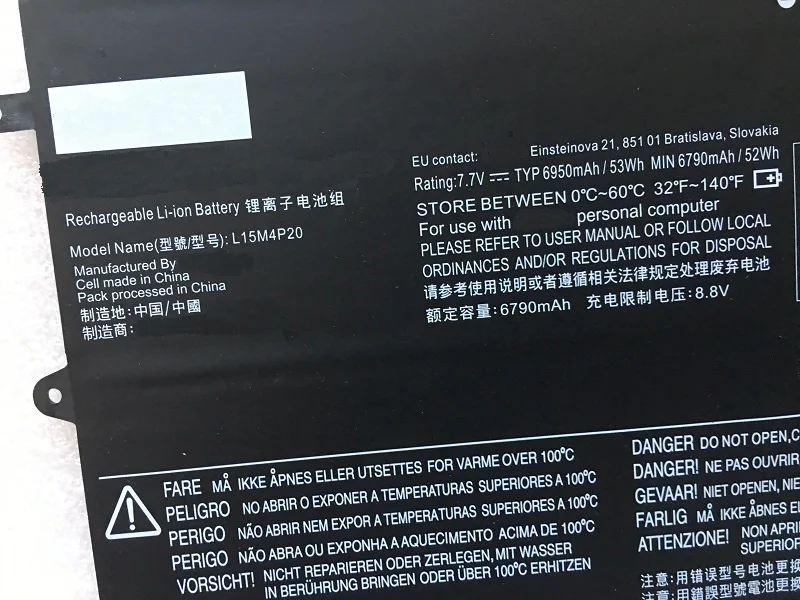 EU contact: Einsteinova 21, 851 01 Bratislava, Slovakia
Rating:7.7V ⎓ TYP 6950mAh / 53Wh MIN 6790mAh / 52Wh
STORE BETWEEN 0°C~60°C 32°F~140°F
For use with personal computer
PLEASE REFER TO USER MANUAL OR FOLLOW LOCAL
ORDINANCES AND/OR REGULATIONS FOR DISPOSAL
请参考使用说明或者遵循相关法律规定处理废弃电池
额定容量:6790mAh 充电限制电压:8.8V
Rechargeable Li-ion Battery 锂离子电池组
Model Name(型號/型号): L15M4P20
Manufactured By
Cell made in China
Pack processed in China
制造地:中国/中國
制造商:
FARE MÅ IKKE ÅPNES ELLER UTSETTES FOR VARME OVER 100°C
PELIGRO NO ABRIR O EXPONER A TEMPERATURAS SUPERIORES A 100°C
PERIGO NÃO ABRIR NEM EXPOR A TEMPERATURAS SUPERIORES A 100°C
PERIGO NÃO ABRA OU EXPONHA A AQUECIMENTO ACIMA DE 100°C
VORSICHT! NICHT REPARIEREN ODER ZERLEGEN, MIT WASSER
IN BERÜHRUNG BRINGEN ODER ÜBER 100°C ERHITZEN
DANGER DO NOT OPEN,
DANGER! NE PAS OUVRIR
GEVAAR! NIET OPENEN,
FARLIG MÅ IKKE ÅBNES
ATTENZIONE! NON
注意:用错误型号电池更换
注意:用錯誤型號電池更